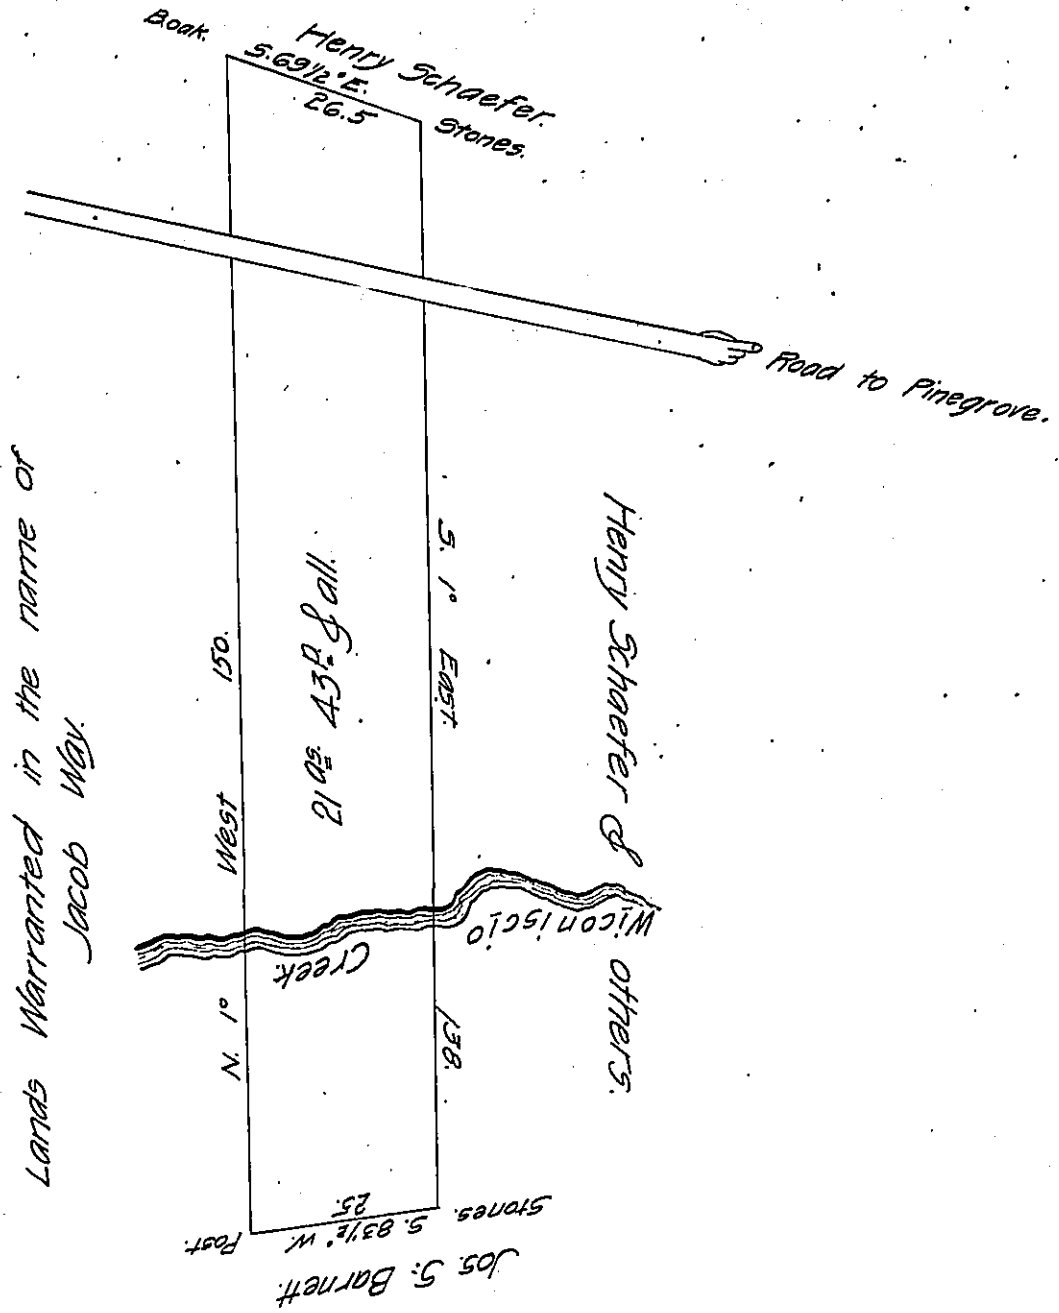 Boak.
Henry Schaefer.
S. 69½° E.
26.5
Stones.
Road to Pinegrove.
Lands Warranted in the name of
Jacob Way.
N. 1° West 150.
21 as. 43 P. & all.
S. 1° East. 138.
Henry Schaefer & others.
Wiconiscio
Creek.
Stones.
25.
S. 83½° W.
Post.
Jos. S. Barnett.